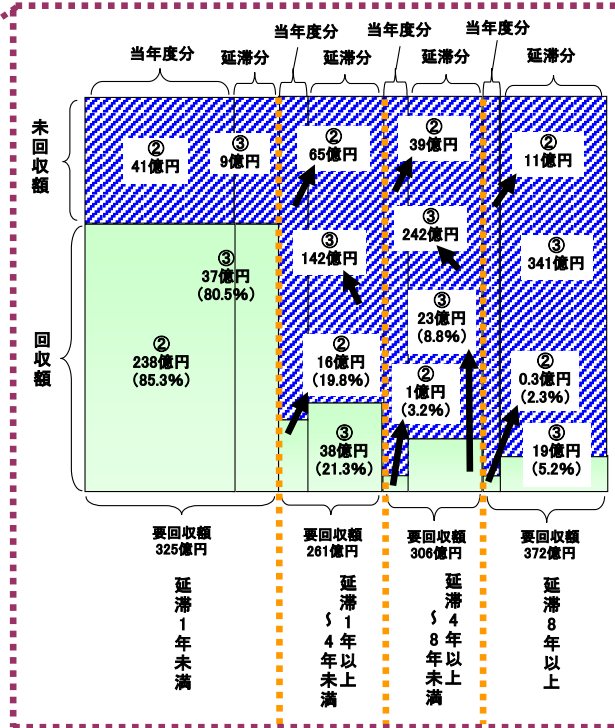 当年度分
延滞分
当年度分
延滞分
当年度分
延滞分
当年度分
延滞分
未回収額
②
41億円
③
9億円
②
65億円
②
39億円
②
11億円
③
142億円
③
242億円
③
341億円
回収額
③
37億円
(80.5%)
②
238億円
(85.3%)
②
16億円
(19.8%)
③
38億円
(21.3%)
③
23億円
(8.8%)
②
1億円
(3.2%)
②
0.3億円
(2.3%)
③
19億円
(5.2%)
要回収額
325億円
要回収額
261億円
要回収額
306億円
要回収額
372億円
延滞1年未満
延滞1年以上
~4年未満
延滞4年以上
~8年未満
延滞8年以上